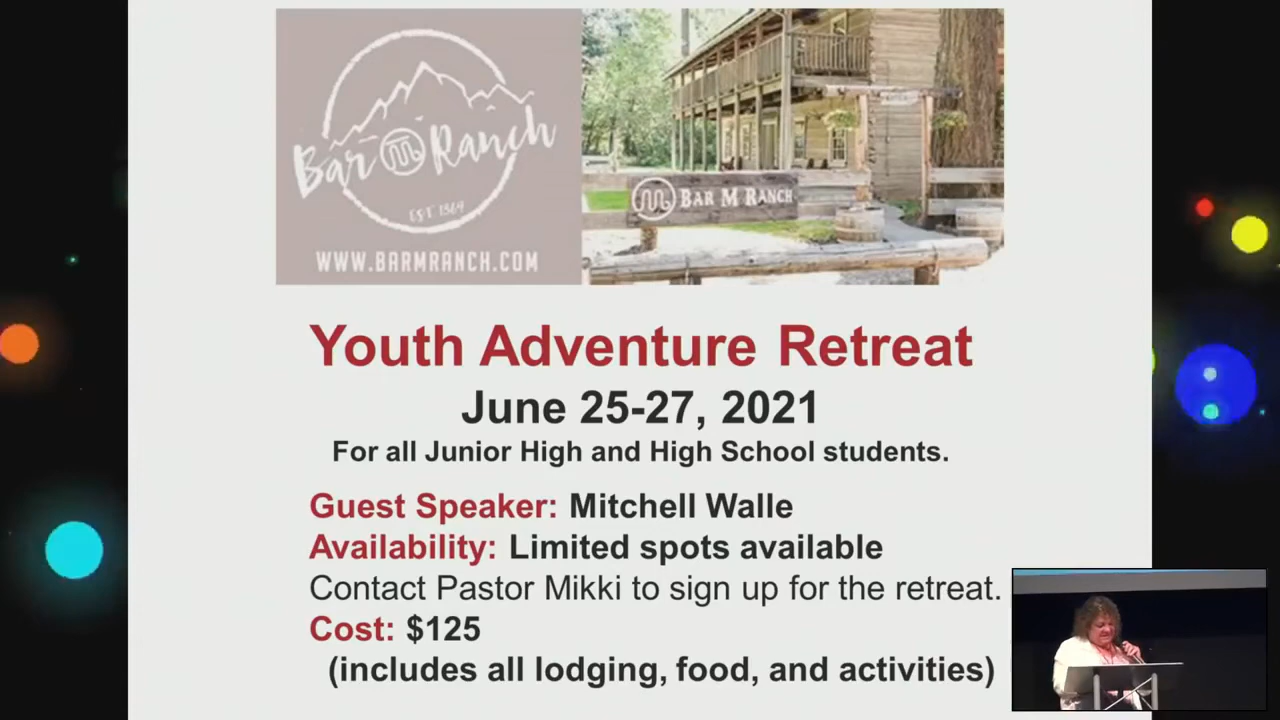 Bar M Ranch
EST 1864
WWW.BARMRANCH.COM
BAR M RANCH
Youth Adventure Retreat
June 25-27, 2021
For all Junior High and High School students.
Guest Speaker: Mitchell Walle
Availability: Limited spots available
Contact Pastor Mikki to sign up for the retreat.
Cost: $125
(includes all lodging, food, and activities)